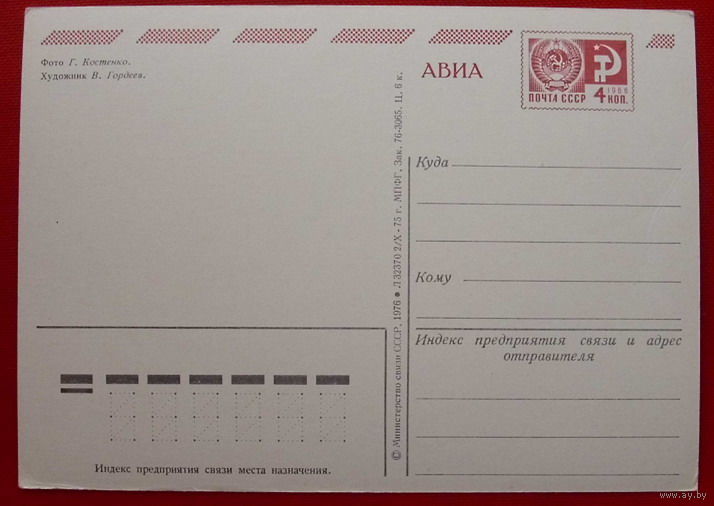 Фото Г. Костенко.
Художник В. Гордеев.
АВИА
ПОЧТА СССР
1966
4 КОП.
Куда
Кому
Индекс предприятия связи и адрес
отправителя
© Министерство связи СССР, 1976 ● Л 32370 2/X - 75 г. МПФГ, Зак. 76-3065. Ц. 6 к.
Индекс предприятия связи места назначения.
www.ay.by